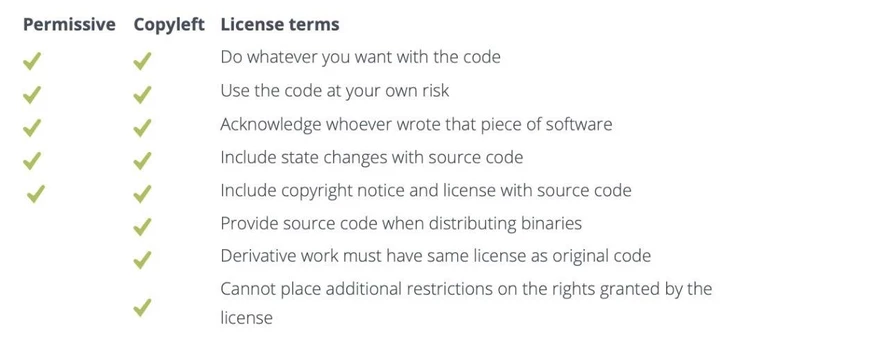 Permissive Copyleft License terms
✓ ✓ Do whatever you want with the code
✓ ✓ Use the code at your own risk
✓ ✓ Acknowledge whoever wrote that piece of software
✓ ✓ Include state changes with source code
✓ ✓ Include copyright notice and license with source code
✓ Provide source code when distributing binaries
✓ Derivative work must have same license as original code
✓ Cannot place additional restrictions on the rights granted by the
license